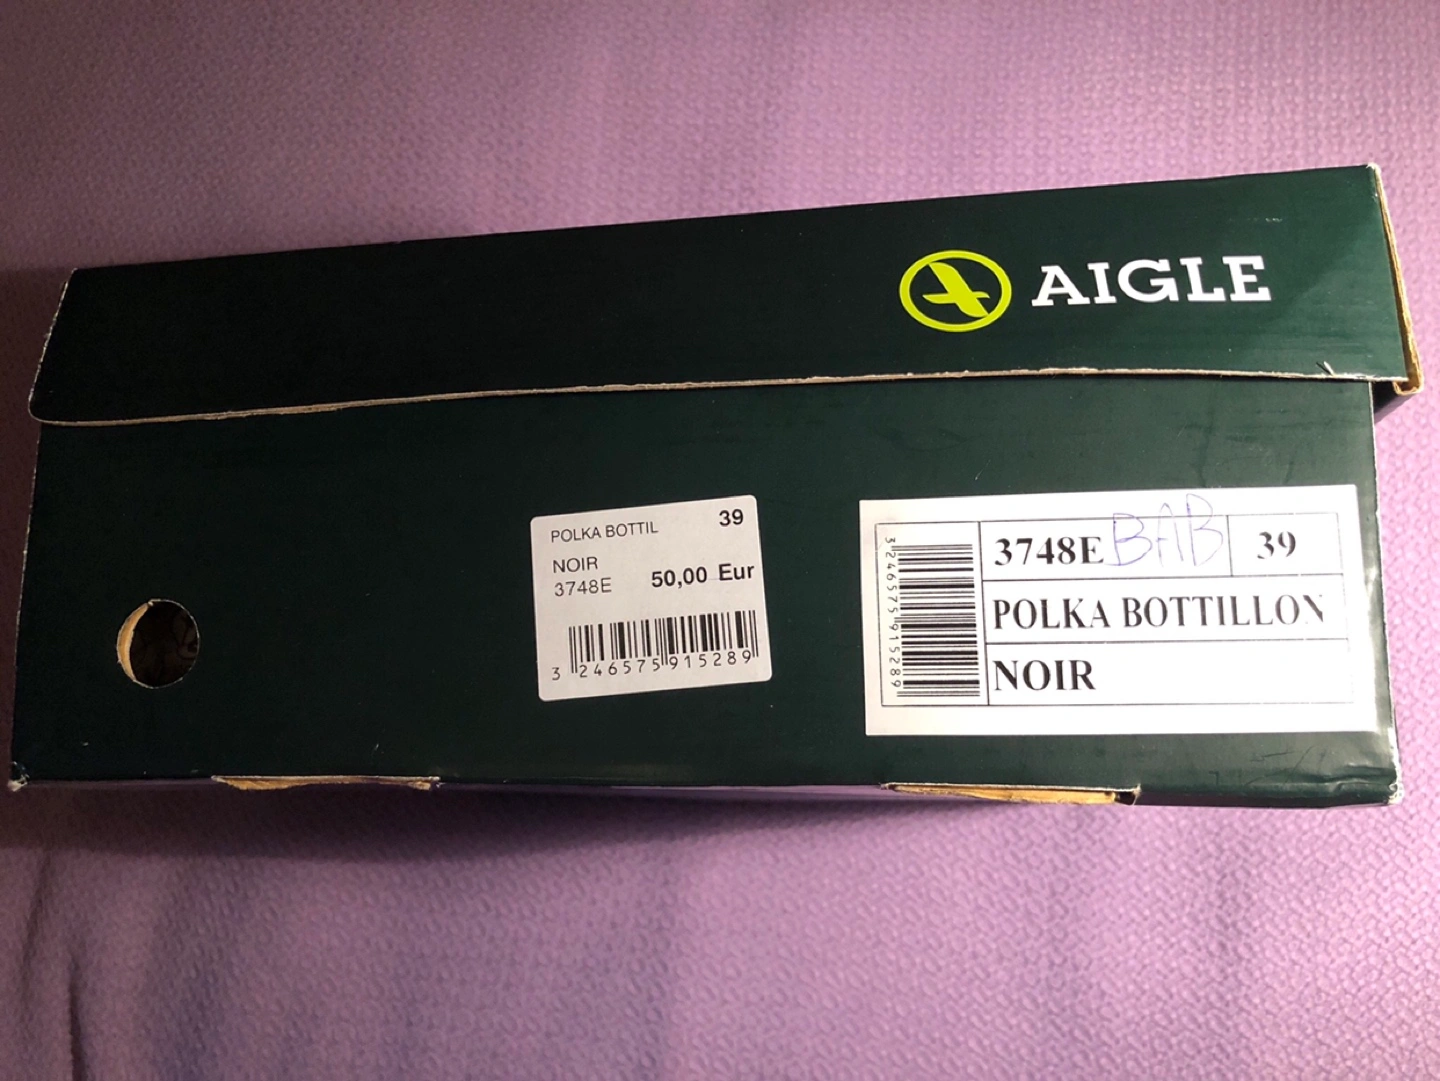 AIGLE
POLKA BOTTIL 39
NOIR
3748E 50,00 Eur
3 246575 915289
3246575915289
3748E BAB 39
POLKA BOTTILLON
NOIR